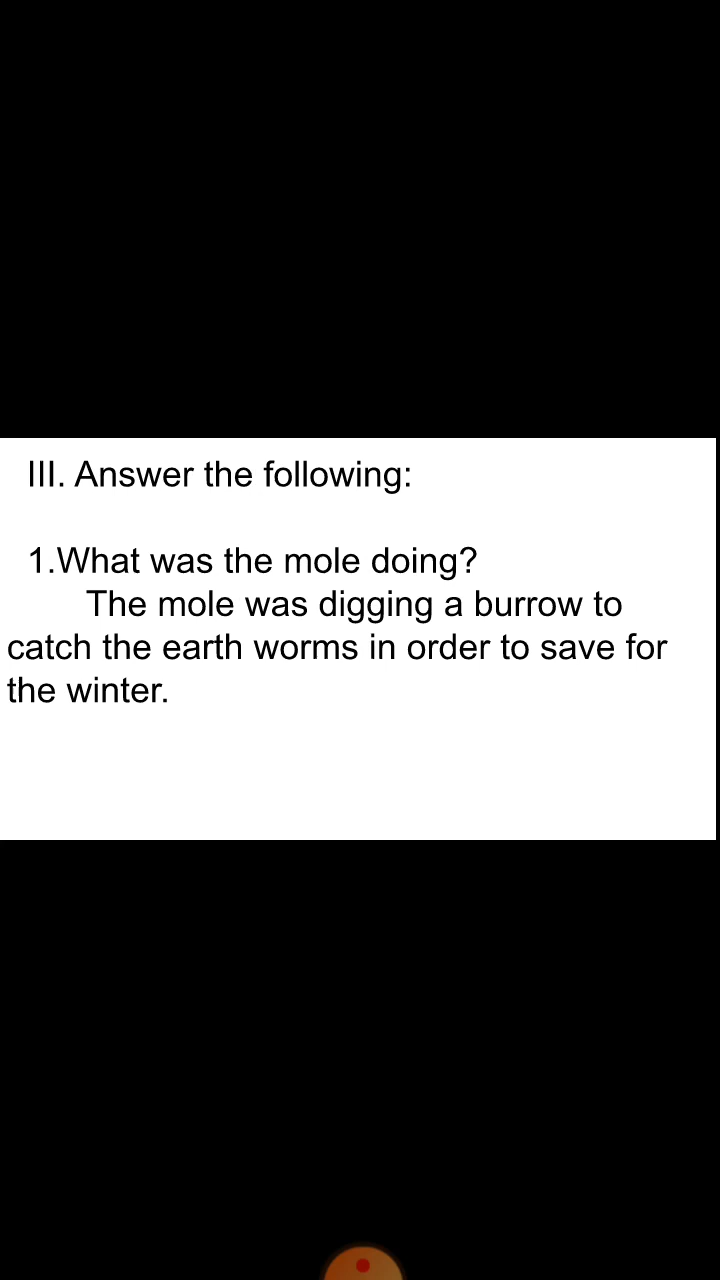 III. Answer the following:
1.What was the mole doing?
The mole was digging a burrow to
catch the earth worms in order to save for
the winter.